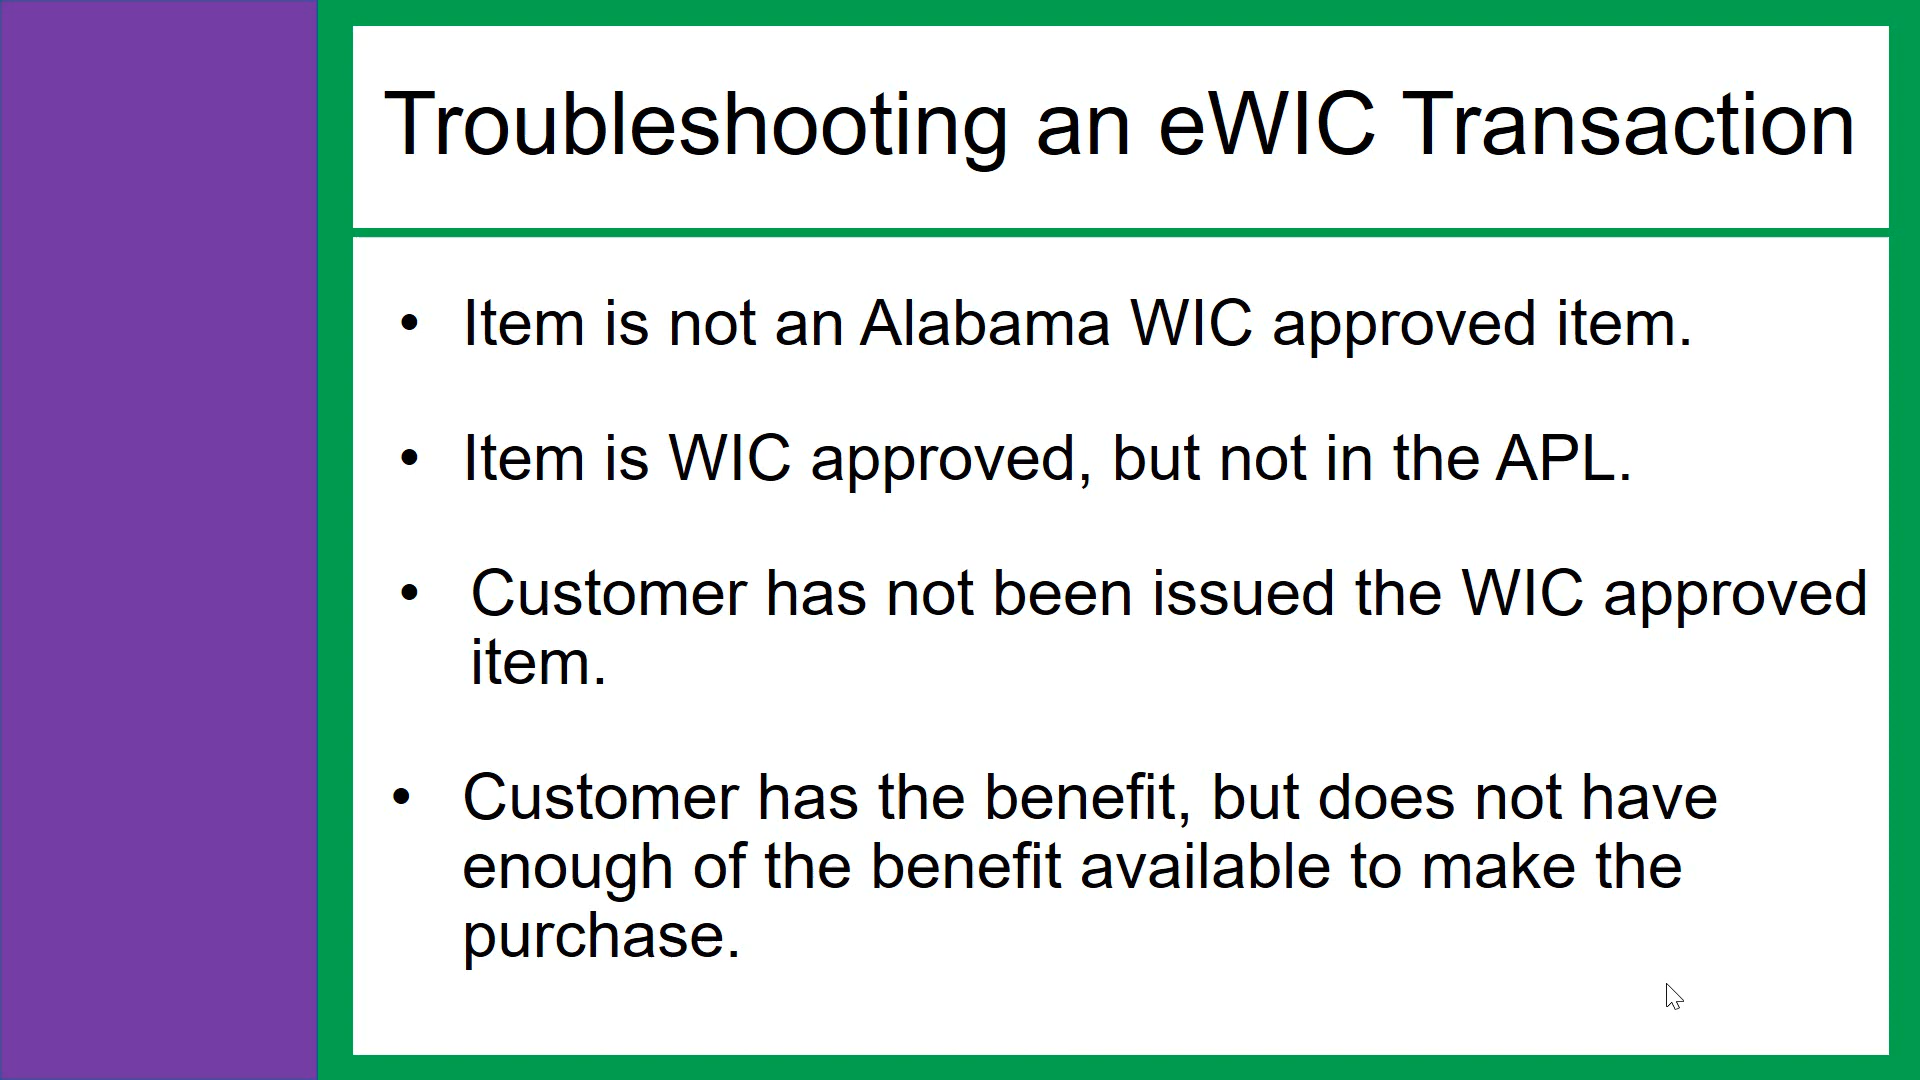 Troubleshooting an eWIC Transaction
• Item is not an Alabama WIC approved item.
• Item is WIC approved, but not in the APL.
• Customer has not been issued the WIC approved
item.
• Customer has the benefit, but does not have
enough of the benefit available to make the
purchase.